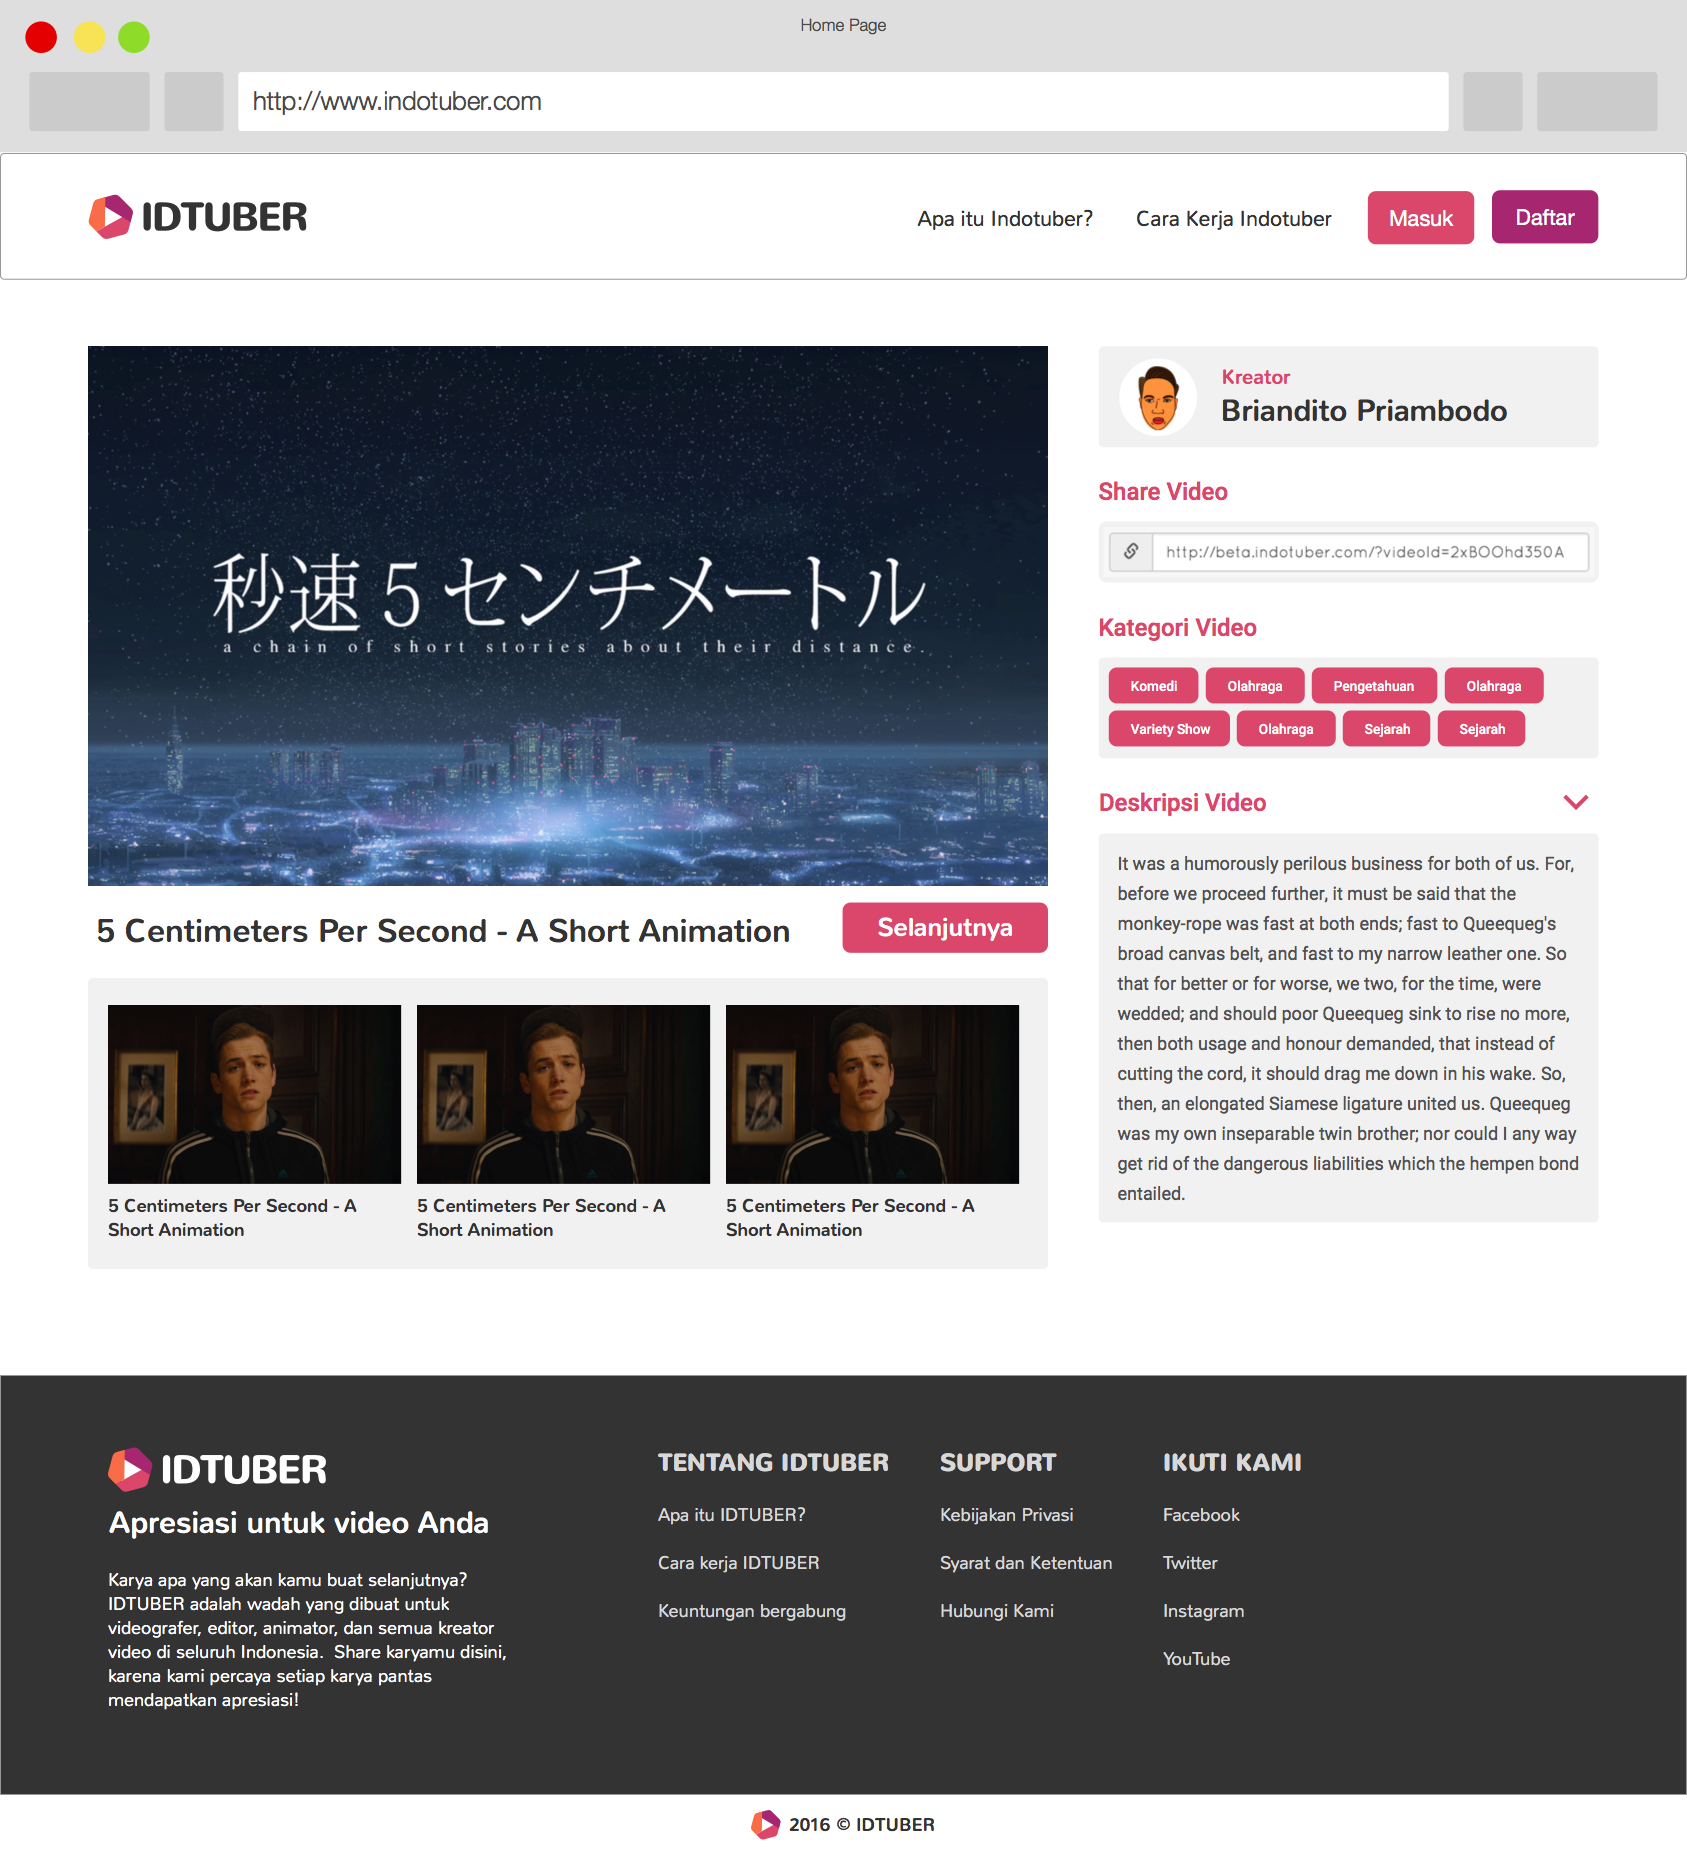 Home Page
http://www.indotuber.com
IDTUBER
Apa itu Indotuber?
Cara Kerja Indotuber
Masuk
Daftar
秒速5センチメートル
a chain of short stories about their distance.
5 Centimeters Per Second - A Short Animation
Selanjutnya
5 Centimeters Per Second - A
Short Animation
5 Centimeters Per Second - A
Short Animation
5 Centimeters Per Second - A
Short Animation
Kreator
Briandito Priambodo
Share Video
http://beta.indotuber.com/?videoId=2xBOOhd350A
Kategori Video
Komedi
Olahraga
Pengetahuan
Olahraga
Variety Show
Olahraga
Sejarah
Sejarah
Deskripsi Video
It was a humorously perilous business for both of us. For,
before we proceed further, it must be said that the
monkey-rope was fast at both ends; fast to Queequeg's
broad canvas belt, and fast to my narrow leather one. So
that for better or for worse, we two, for the time, were
wedded; and should poor Queequeg sink to rise no more,
then both usage and honour demanded, that instead of
cutting the cord, it should drag me down in his wake. So,
then, an elongated Siamese ligature united us. Queequeg
was my own inseparable twin brother; nor could I any way
get rid of the dangerous liabilities which the hempen bond
entailed.
IDTUBER
Apresiasi untuk video Anda
Karya apa yang akan kamu buat selanjutnya?
IDTUBER adalah wadah yang dibuat untuk
videografer, editor, animator, dan semua kreator
video di seluruh Indonesia.  Share karyamu disini,
karena kami percaya setiap karya pantas
mendapatkan apresiasi!
TENTANG IDTUBER
Apa itu IDTUBER?
Cara kerja IDTUBER
Keuntungan bergabung
SUPPORT
Kebijakan Privasi
Syarat dan Ketentuan
Hubungi Kami
IKUTI KAMI
Facebook
Twitter
Instagram
YouTube
2016 © IDTUBER